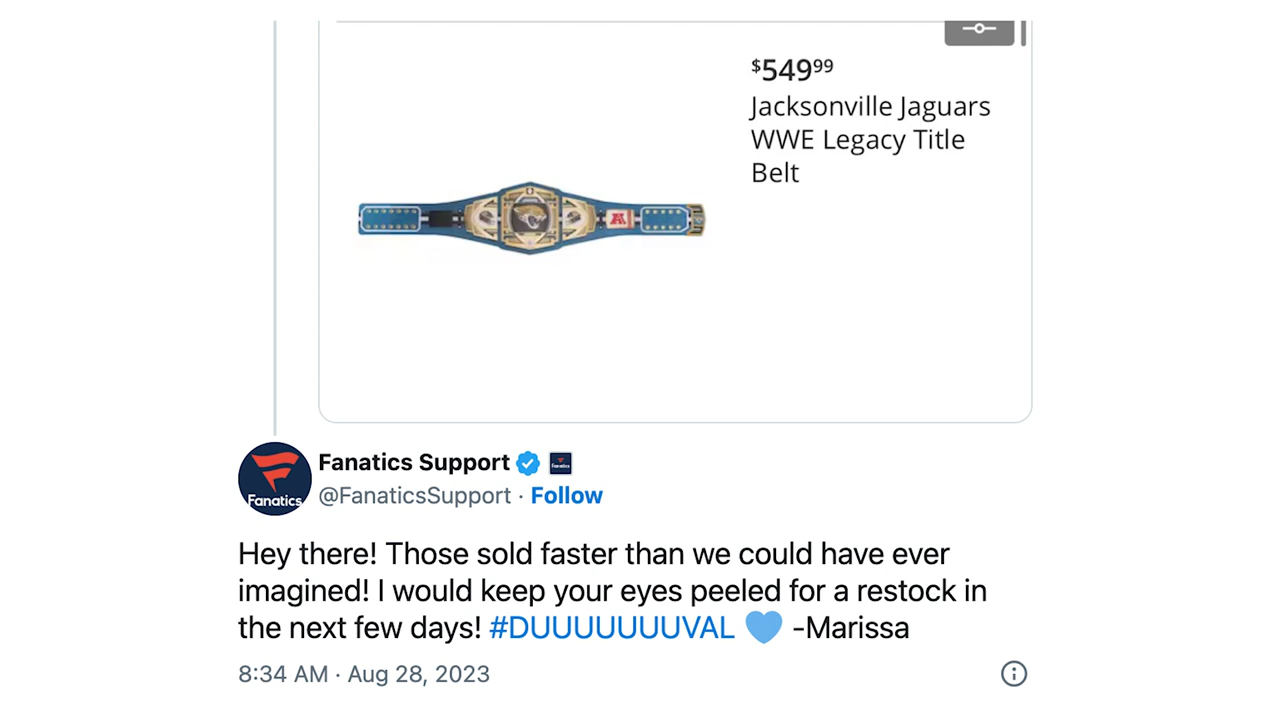 $549.99
Jacksonville Jaguars
WWE Legacy Title
Belt
Fanatics Support
Fanatics
@FanaticsSupport · Follow
Hey there! Those sold faster than we could have ever
imagined! I would keep your eyes peeled for a restock in
the next few days! #DUUUUUUUVAL 💙 -Marissa
8:34 AM · Aug 28, 2023